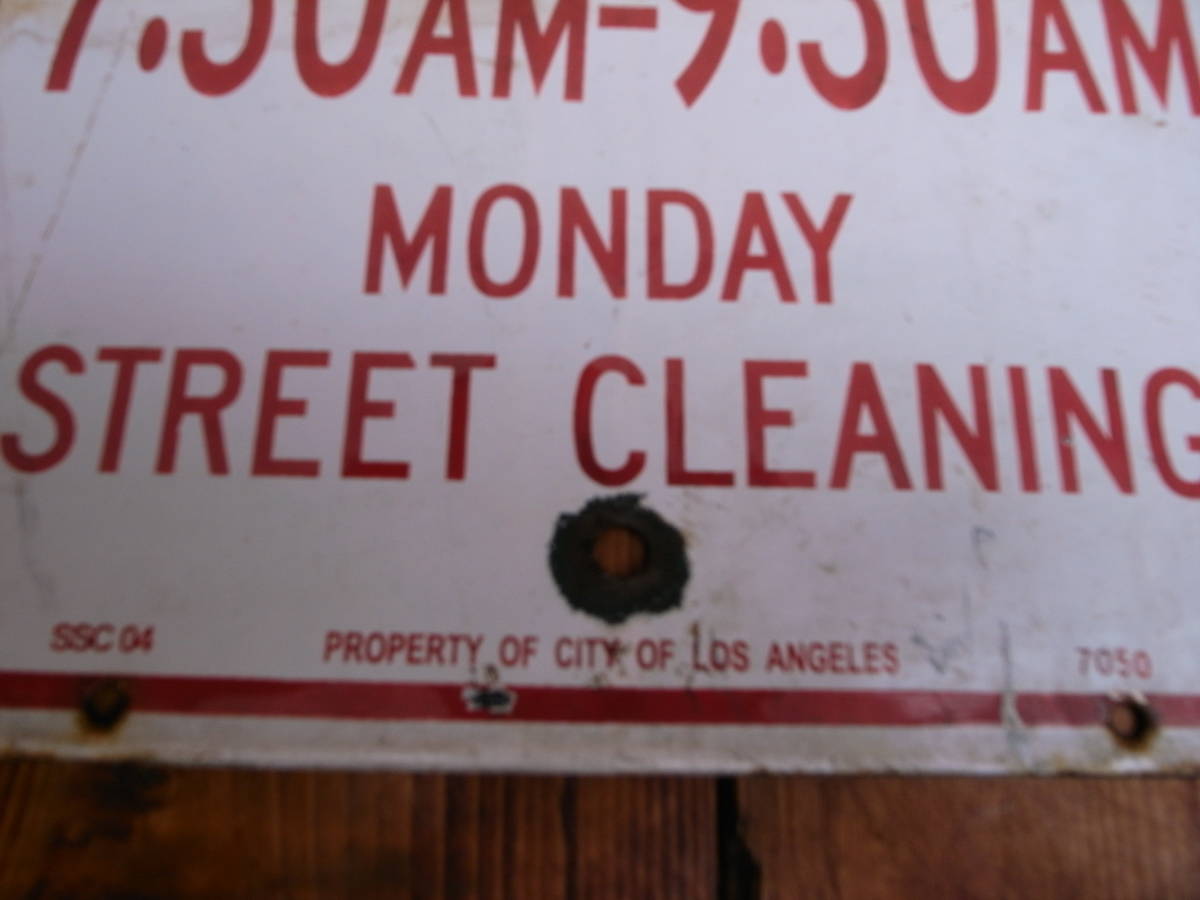 7:30AM-9:30AM
MONDAY
STREET CLEANING
SSC 04 PROPERTY OF CITY OF LOS ANGELES 7050